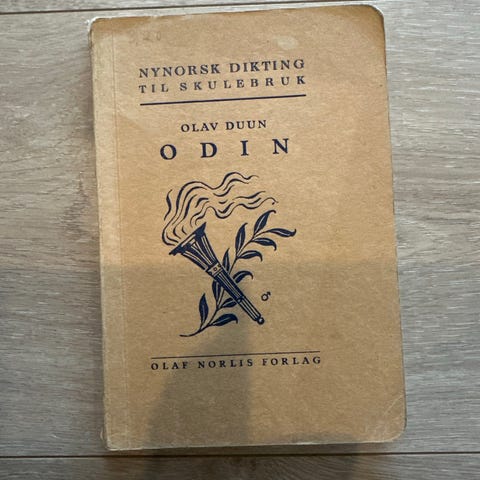 NYNORSK DIKTING
TIL SKULEBRUK
OLAV DUUN
ODIN
OLAF NORLIS FORLAG